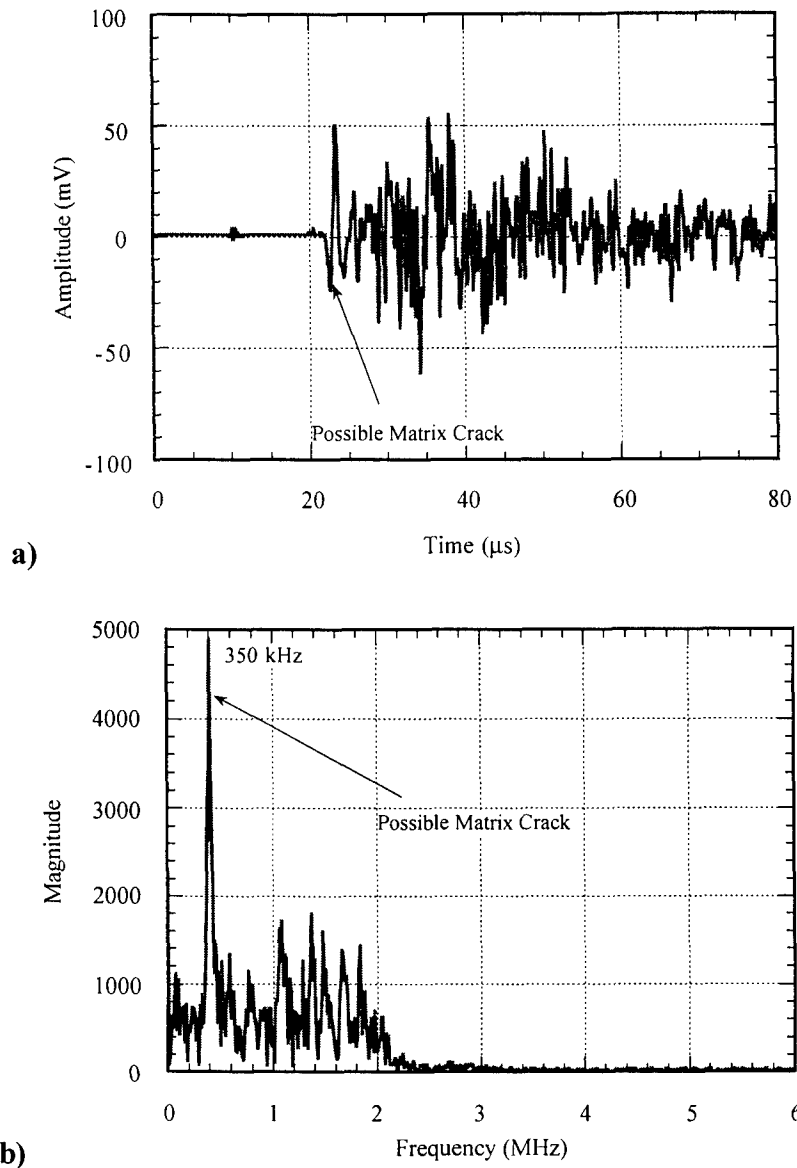 100
50
0
-50
-100
Amplitude (mV)
Possible Matrix Crack
0 20 40 60 80
Time (μs)
a)
5000
4000
3000
2000
1000
0
Magnitude
350 kHz
Possible Matrix Crack
0 1 2 3 4 5 6
Frequency (MHz)
b)